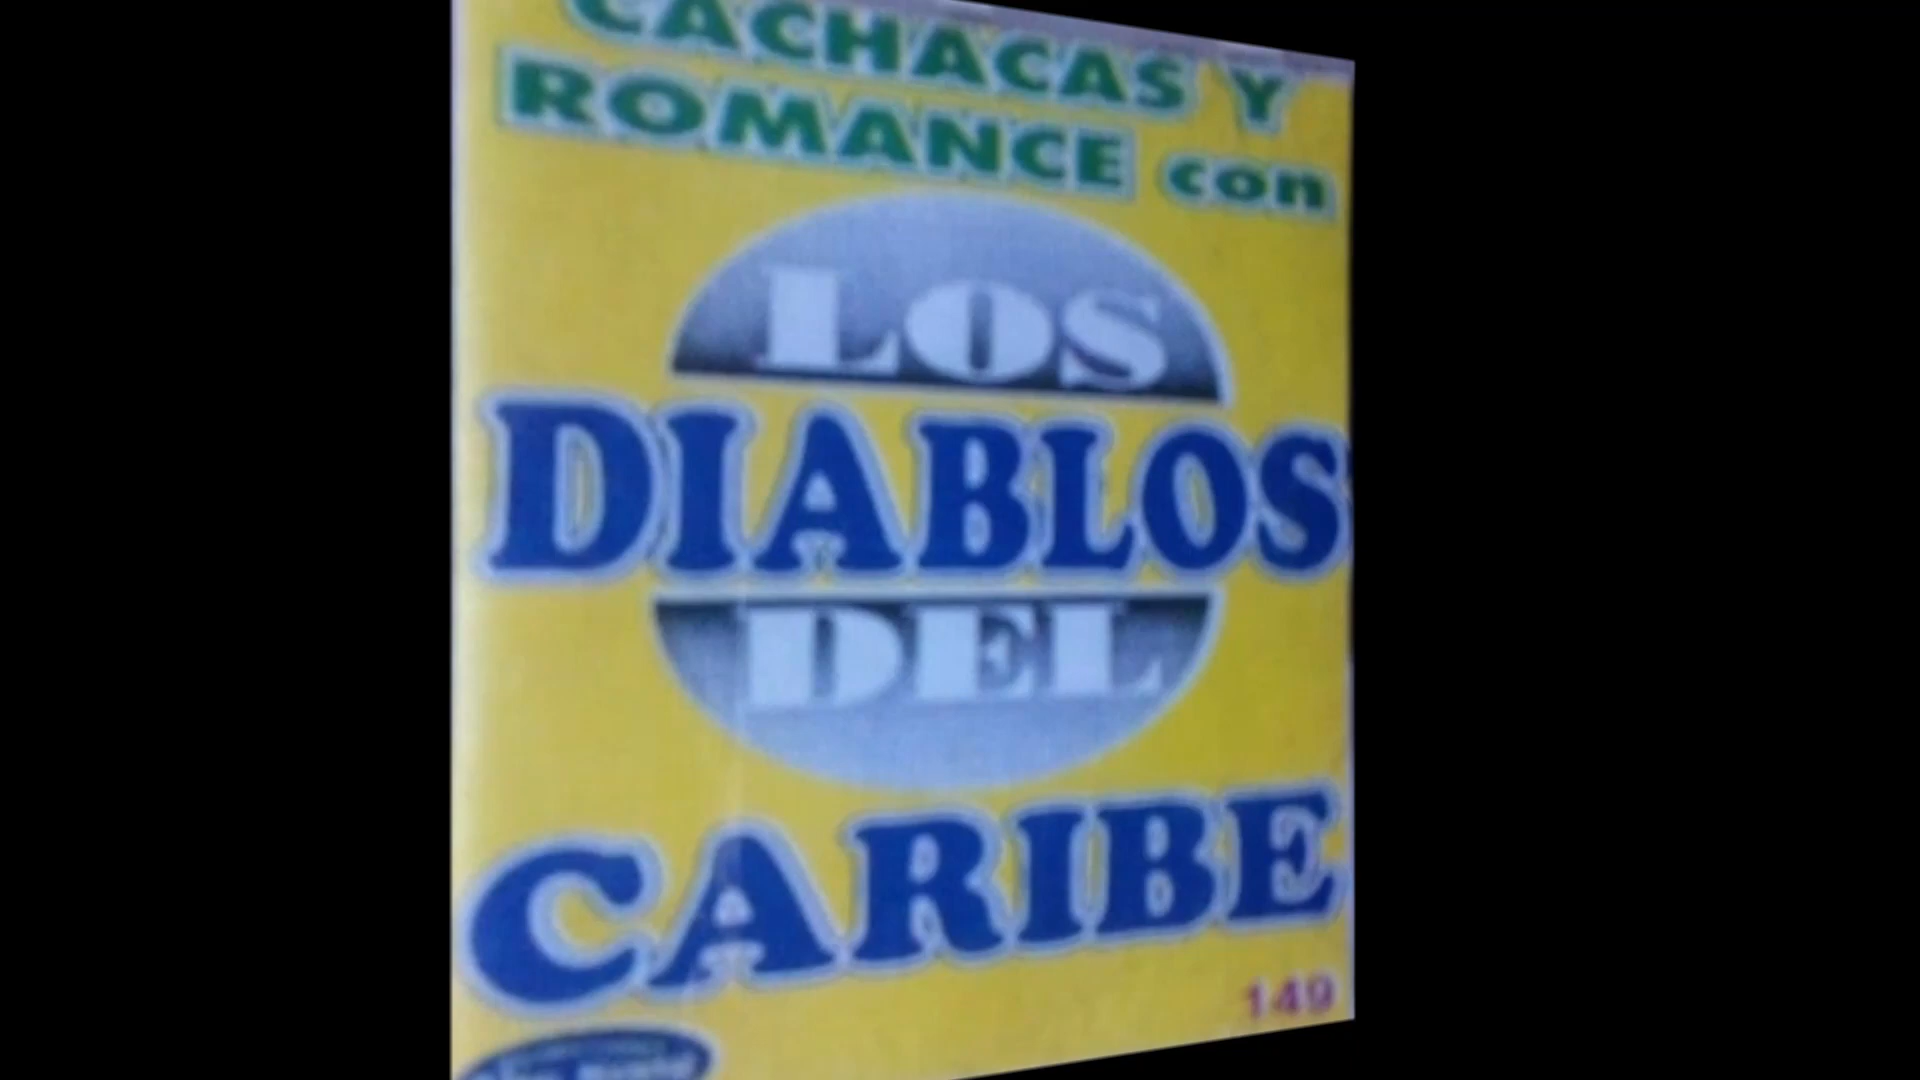 CACHACAS Y
ROMANCE con
LOS
DIABLOS
DEL
CARIBE
149